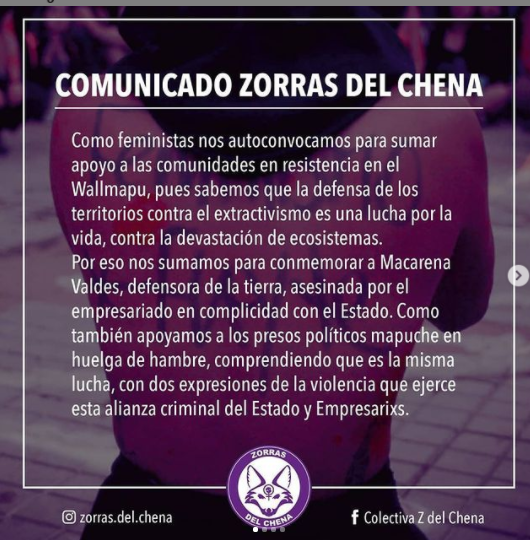 COMUNICADO ZORRAS DEL CHENA
Como feministas nos autoconvocamos para sumar
apoyo a las comunidades en resistencia en el
Wallmapu, pues sabemos que la defensa de los
territorios contra el extractivismo es una lucha por la
vida, contra la devastación de ecosistemas.
Por eso nos sumamos para conmemorar a Macarena
Valdes, defensora de la tierra, asesinada por el
empresariado en complicidad con el Estado. Como
también apoyamos a los presos políticos mapuche en
huelga de hambre, comprendiendo que es la misma
lucha, con dos expresiones de la violencia que ejerce
esta alianza criminal del Estado y Empresarixs.
ZORRAS
DEL CHENA
zorras.del.chena
Colectiva Z del Chena